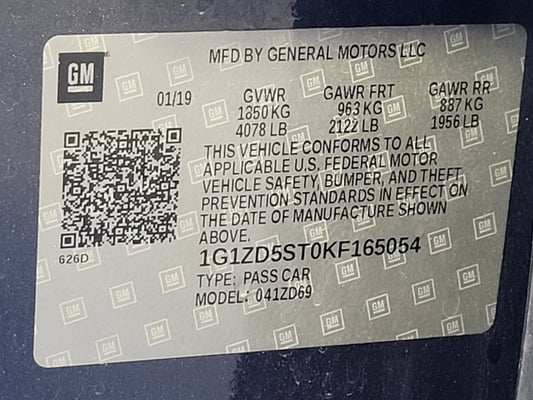 GM
MFD BY GENERAL MOTORS LLC
01/19 GVWR GAWR FRT GAWR RR
1850 KG 963 KG 887 KG
4078 LB 2122 LB 1956 LB
THIS VEHICLE CONFORMS TO ALL
APPLICABLE U.S. FEDERAL MOTOR
VEHICLE SAFETY, BUMPER, AND THEFT
PREVENTION STANDARDS IN EFFECT ON
THE DATE OF MANUFACTURE SHOWN
ABOVE.
626D
1G1ZD5ST0KF165054
TYPE: PASS CAR
MODEL: 041ZD69